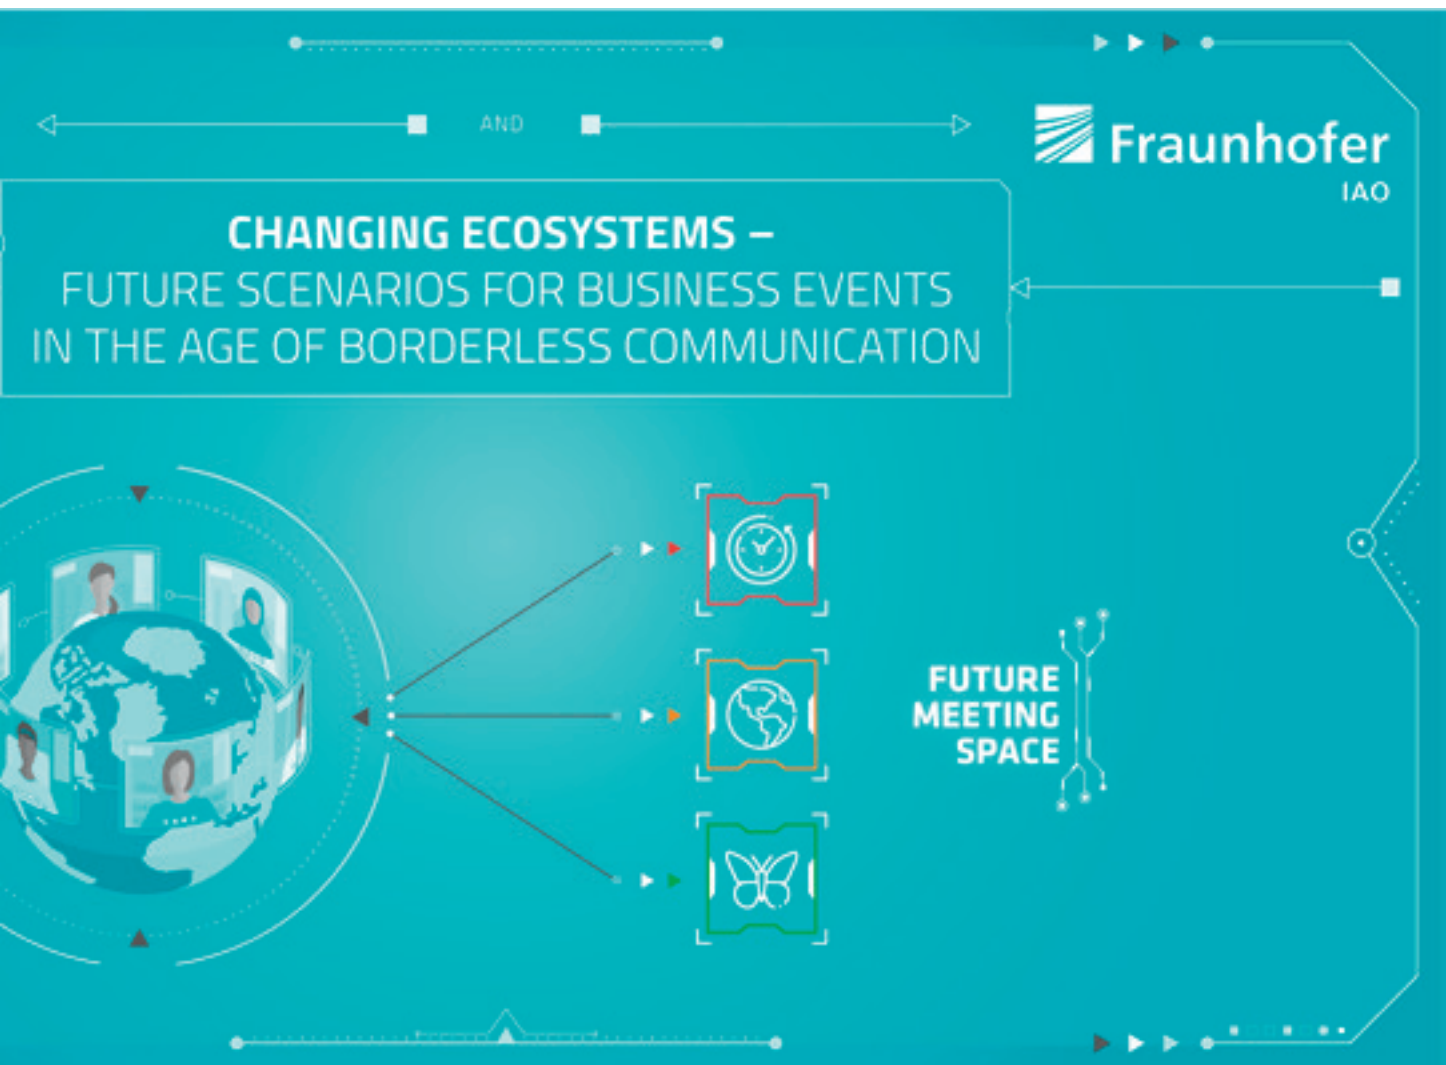 AND
Fraunhofer
IAO
CHANGING ECOSYSTEMS –
FUTURE SCENARIOS FOR BUSINESS EVENTS
IN THE AGE OF BORDERLESS COMMUNICATION
FUTURE
MEETING
SPACE